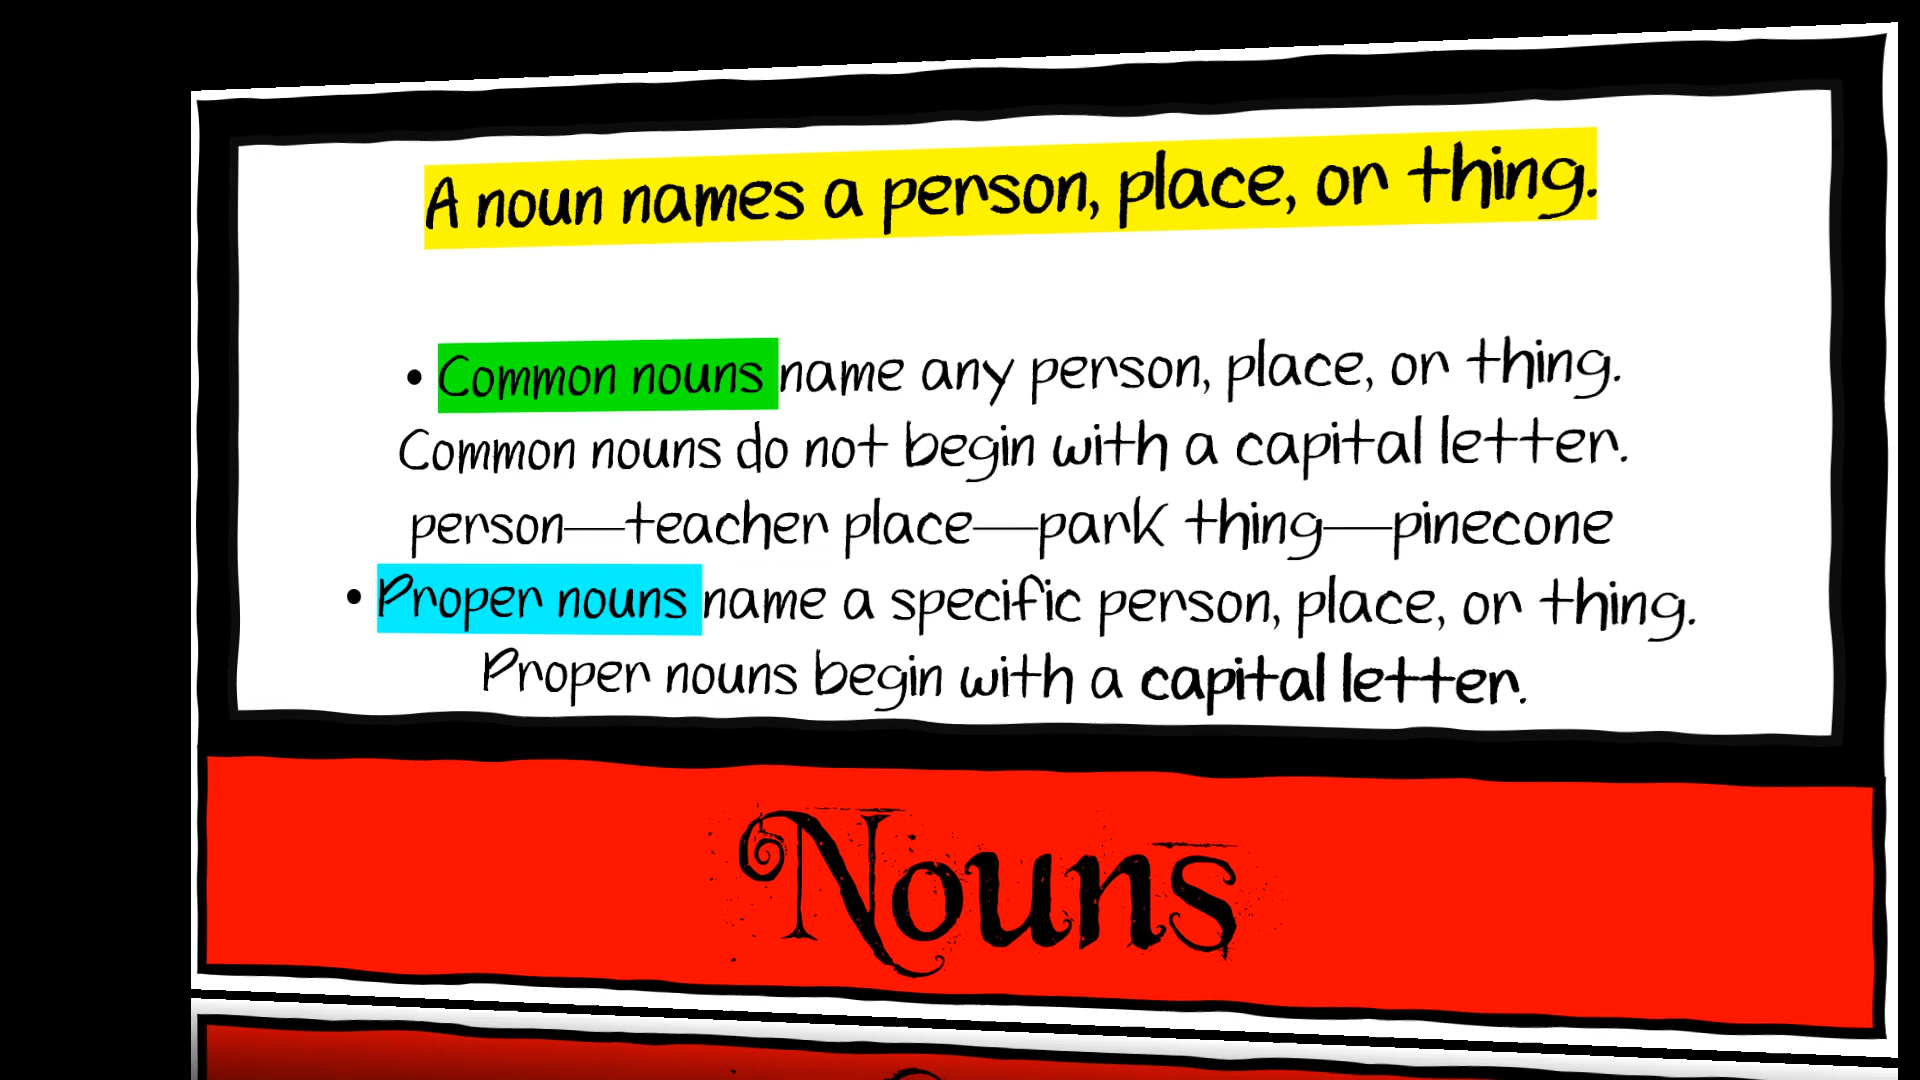 A noun names a person, place, or thing.
• Common nouns name any person, place, or thing.
Common nouns do not begin with a capital letter.
person—teacher place—park thing—pinecone
• Proper nouns name a specific person, place, or thing.
Proper nouns begin with a capital letter.
Nouns